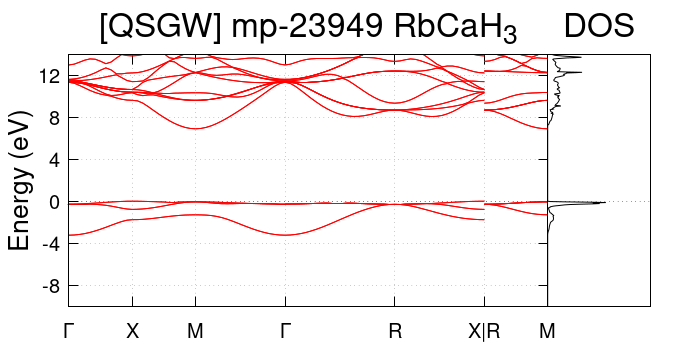 [QSGW] mp-23949 RbCaH3 DOS
Energy (eV)
12
8
4
0
-4
-8
Γ X M Γ R X|R M